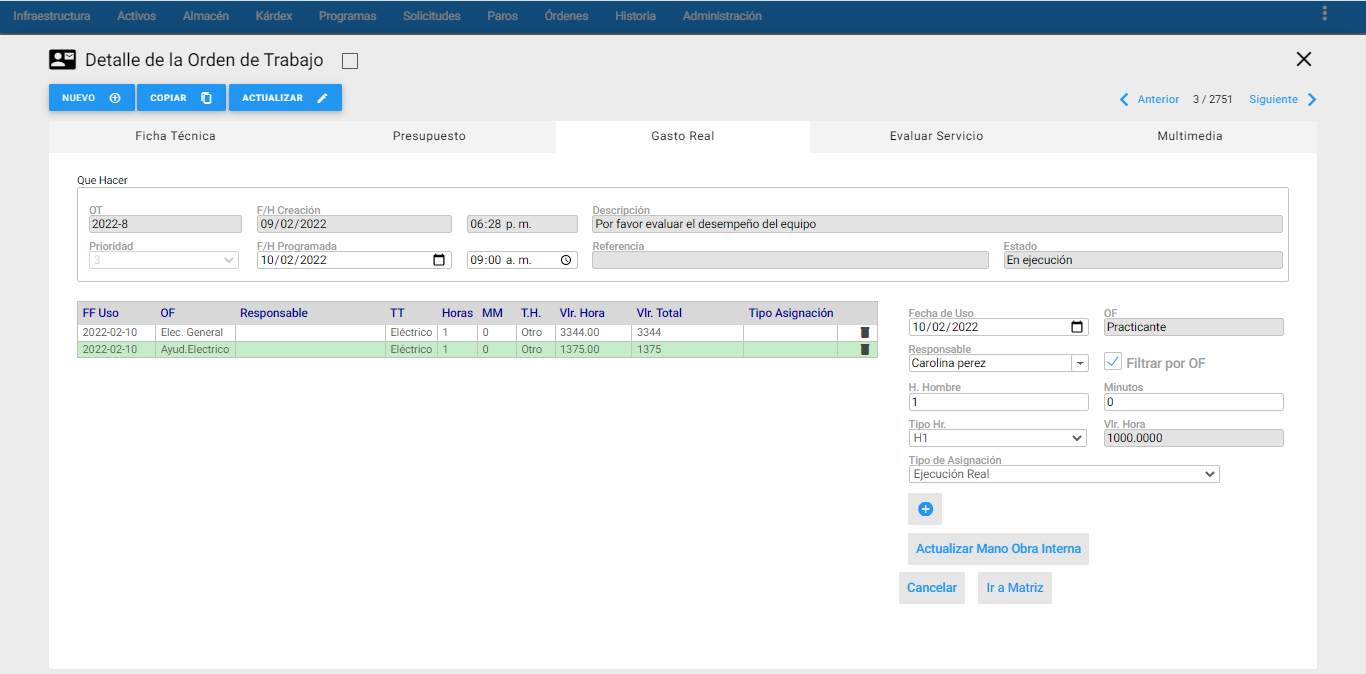 Infraestructura Activos Almacén Kárdex Programas Solicitudes Paros Órdenes Historia Administración
Detalle de la Orden de Trabajo
NUEVO COPIAR ACTUALIZAR
Anterior 3 / 2751 Siguiente
Ficha Técnica Presupuesto Gasto Real Evaluar Servicio Multimedia
Que Hacer
OT F/H Creación Descripción
2022-8 09/02/2022 06:28 p. m. Por favor evaluar el desempeño del equipo
Prioridad F/H Programada Referencia Estado
3 10/02/2022 09:00 a. m. En ejecución
FF Uso OF Responsable TT Horas MM T.H. Vlr. Hora Vlr. Total Tipo Asignación
2022-02-10 Elec. General Eléctrico 1 0 Otro 3344.00 3344
2022-02-10 Ayud.Electrico Eléctrico 1 0 Otro 1375.00 1375
Fecha de Uso OF
10/02/2022 Practicante
Responsable
Carolina perez Filtrar por OF
H. Hombre Minutos
1 0
Tipo Hr. Vlr. Hora
H1 1000.0000
Tipo de Asignación
Ejecución Real
Actualizar Mano Obra Interna
Cancelar Ir a Matriz